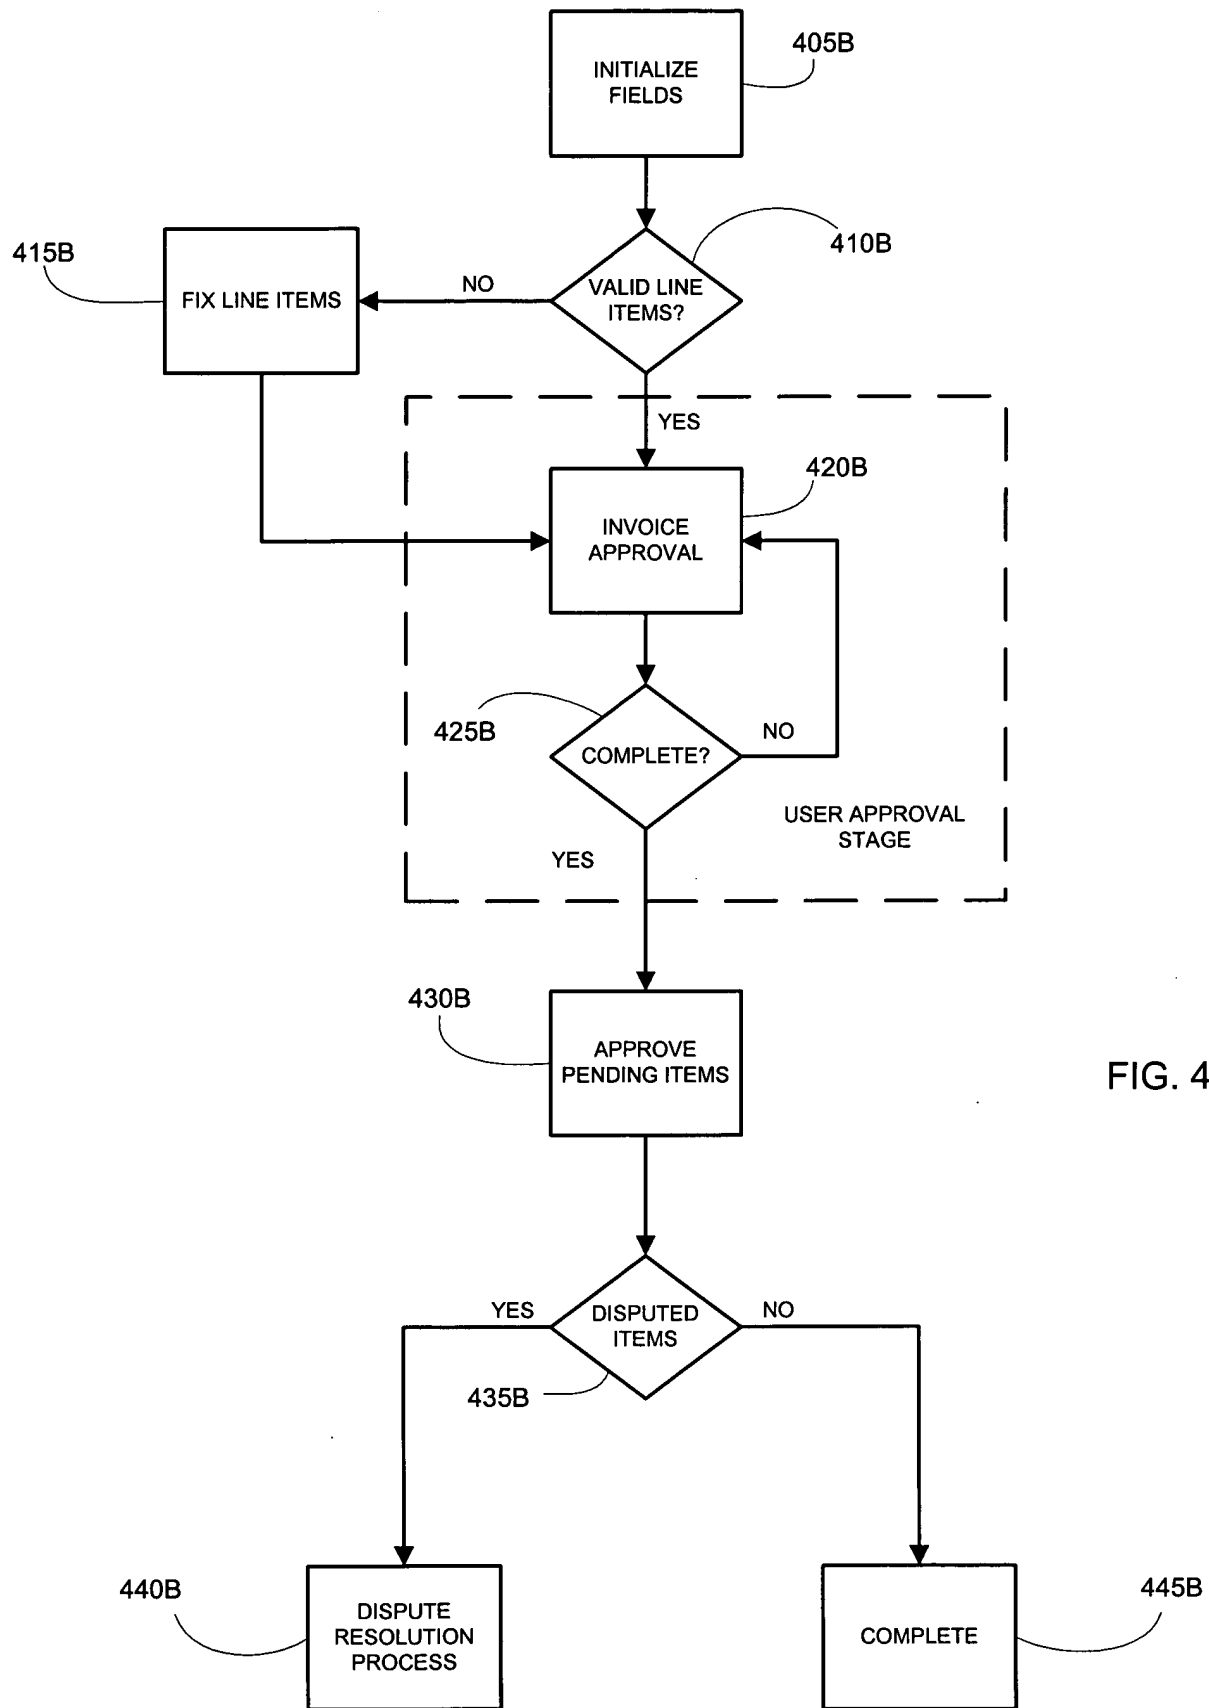 INITIALIZE
FIELDS
405B
VALID LINE
ITEMS?
410B
NO
415B
FIX LINE ITEMS
YES
420B
INVOICE
APPROVAL
425B
COMPLETE?
NO
USER APPROVAL
STAGE
YES
430B
APPROVE
PENDING ITEMS
FIG. 4
YES
DISPUTED
ITEMS
NO
435B
440B
DISPUTE
RESOLUTION
PROCESS
COMPLETE
445B